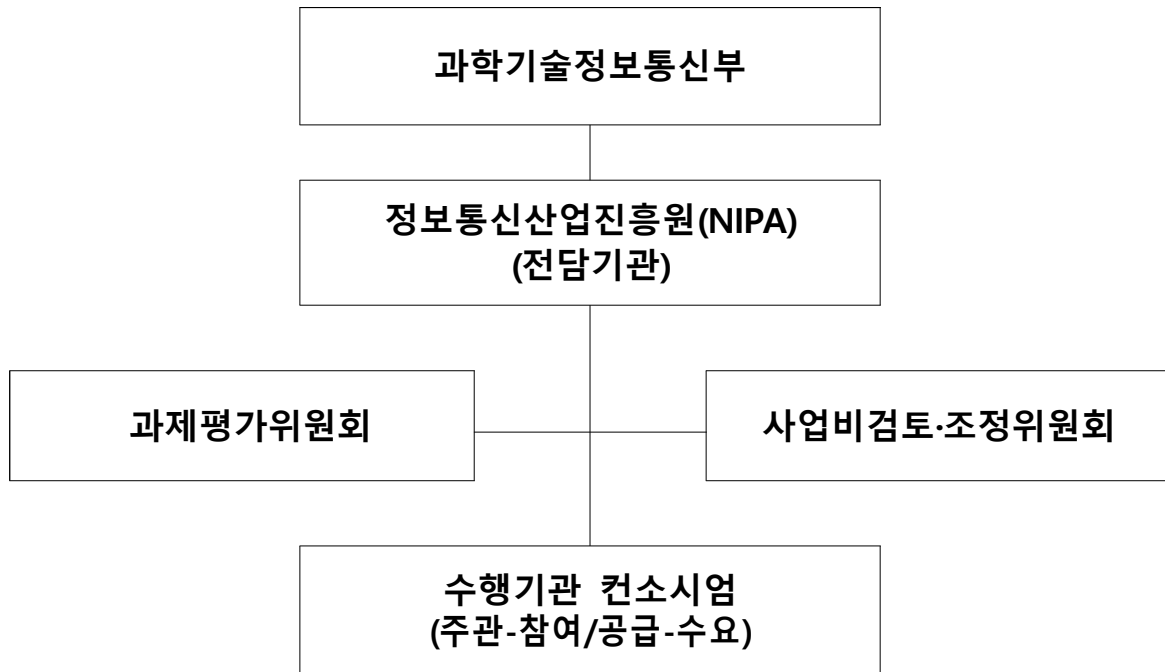 과학기술정보통신부
정보통신산업진흥원(NIPA)
(전담기관)
과제평가위원회
사업비검토·조정위원회
수행기관 컨소시엄
(주관-참여/공급-수요)